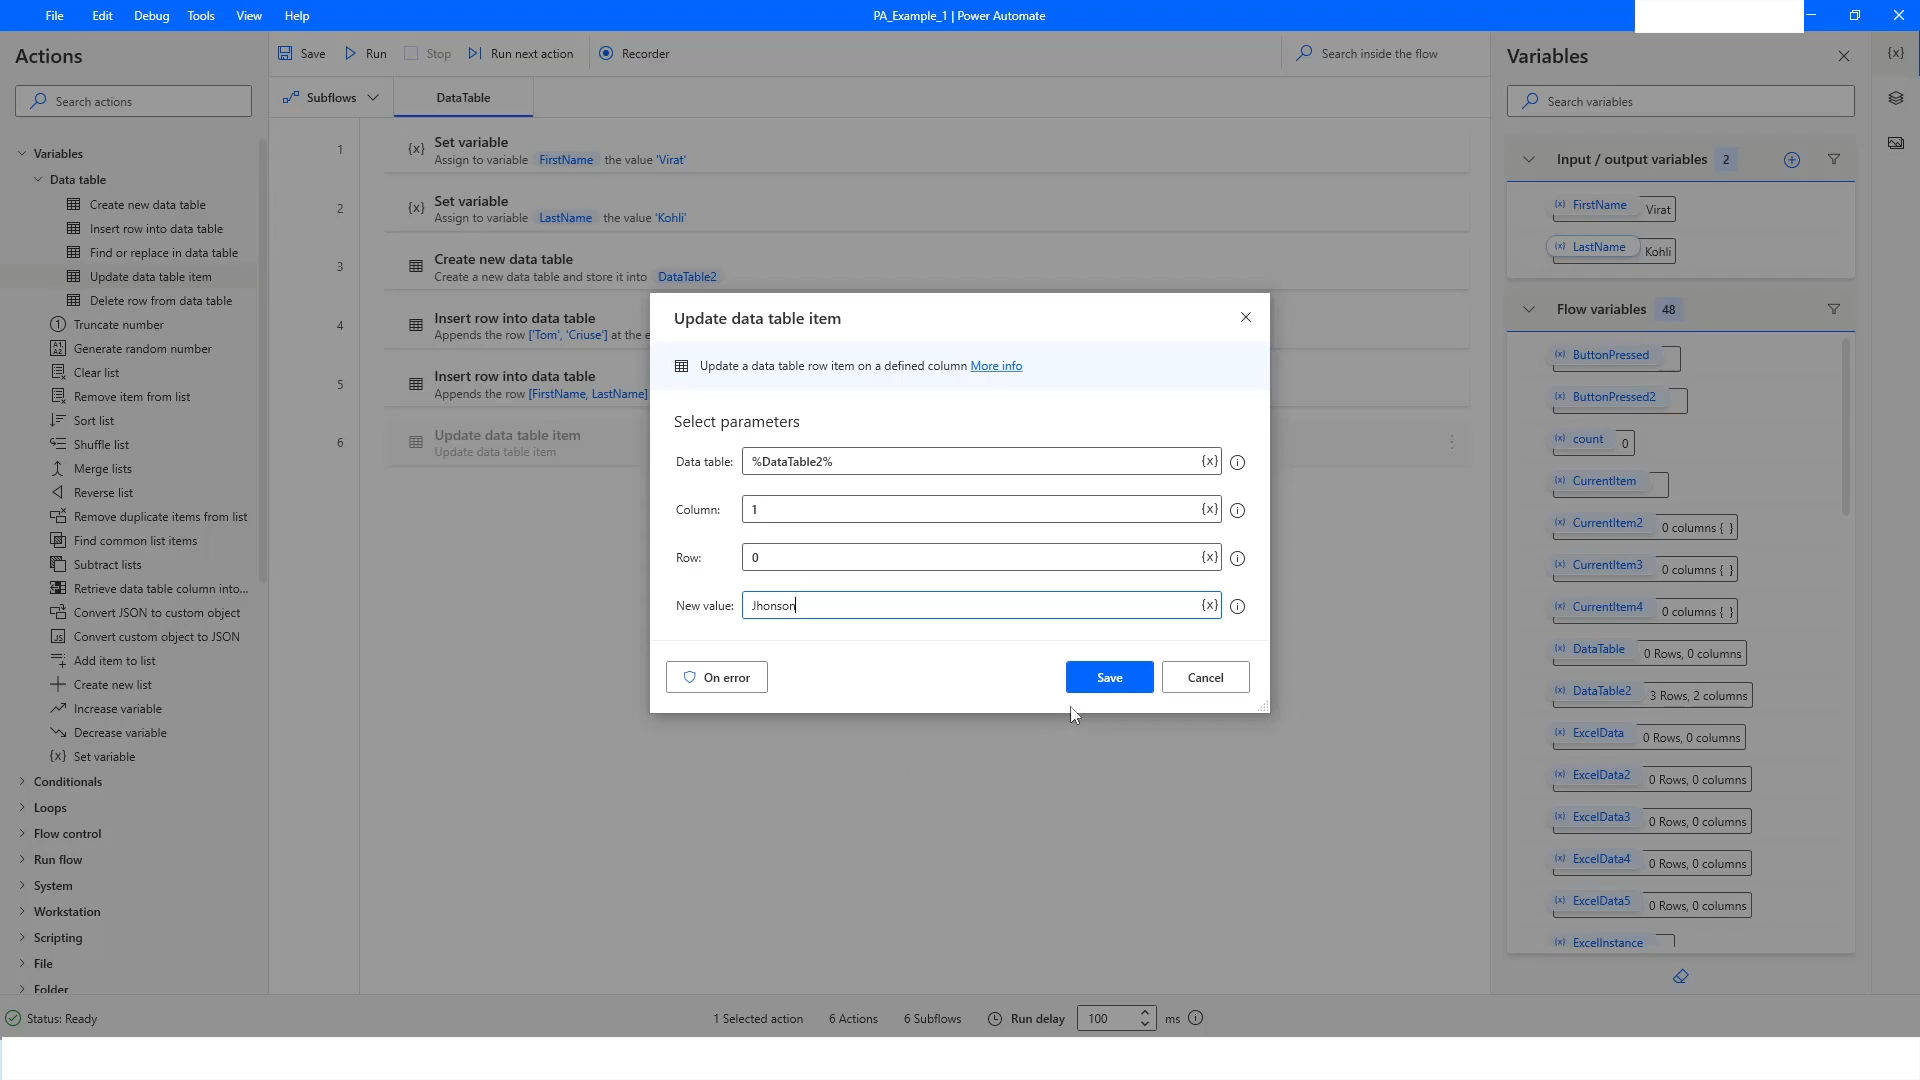 File Edit Debug Tools View Help PA_Example_1 | Power Automate
Actions
Search actions
Variables
Data table
Create new data table
Insert row into data table
Find or replace in data table
Update data table item
Delete row from data table
Truncate number
Generate random number
Clear list
Remove item from list
Sort list
Shuffle list
Merge lists
Reverse list
Remove duplicate items from list
Find common list items
Subtract lists
Retrieve data table column into...
Convert JSON to custom object
Convert custom object to JSON
Add item to list
Create new list
Increase variable
Decrease variable
{x} Set variable
Conditionals
Loops
Flow control
Run flow
System
Workstation
Scripting
File
Folder
Save Run Stop Run next action Recorder Search inside the flow
Subflows DataTable
1 {x} Set variable
Assign to variable FirstName the value 'Virat'
2 {x} Set variable
Assign to variable LastName the value 'Kohli'
3 Create new data table
Create a new data table and store it into DataTable2
4 Insert row into data table
Appends the row ['Tom', 'Criuse'] at the e
5 Insert row into data table
Appends the row [FirstName, LastName]
6 Update data table item
Update data table item
Update data table item
Update a data table row item on a defined column More info
Select parameters
Data table: %DataTable2% {x}
Column: 1 {x}
Row: 0 {x}
New value: Jhonson {x}
On error Save Cancel
Variables
{x}
Search variables
Input / output variables 2
(x) FirstName Virat
(x) LastName Kohli
Flow variables 48
(x) ButtonPressed
(x) ButtonPressed2
(x) count 0
(x) CurrentItem
(x) CurrentItem2 0 columns { }
(x) CurrentItem3 0 columns { }
(x) CurrentItem4 0 columns { }
(x) DataTable 0 Rows, 0 columns
(x) DataTable2 3 Rows, 2 columns
(x) ExcelData 0 Rows, 0 columns
(x) ExcelData2 0 Rows, 0 columns
(x) ExcelData3 0 Rows, 0 columns
(x) ExcelData4 0 Rows, 0 columns
(x) ExcelData5 0 Rows, 0 columns
(x) ExcelInstance
Status: Ready 1 Selected action 6 Actions 6 Subflows Run delay 100 ms